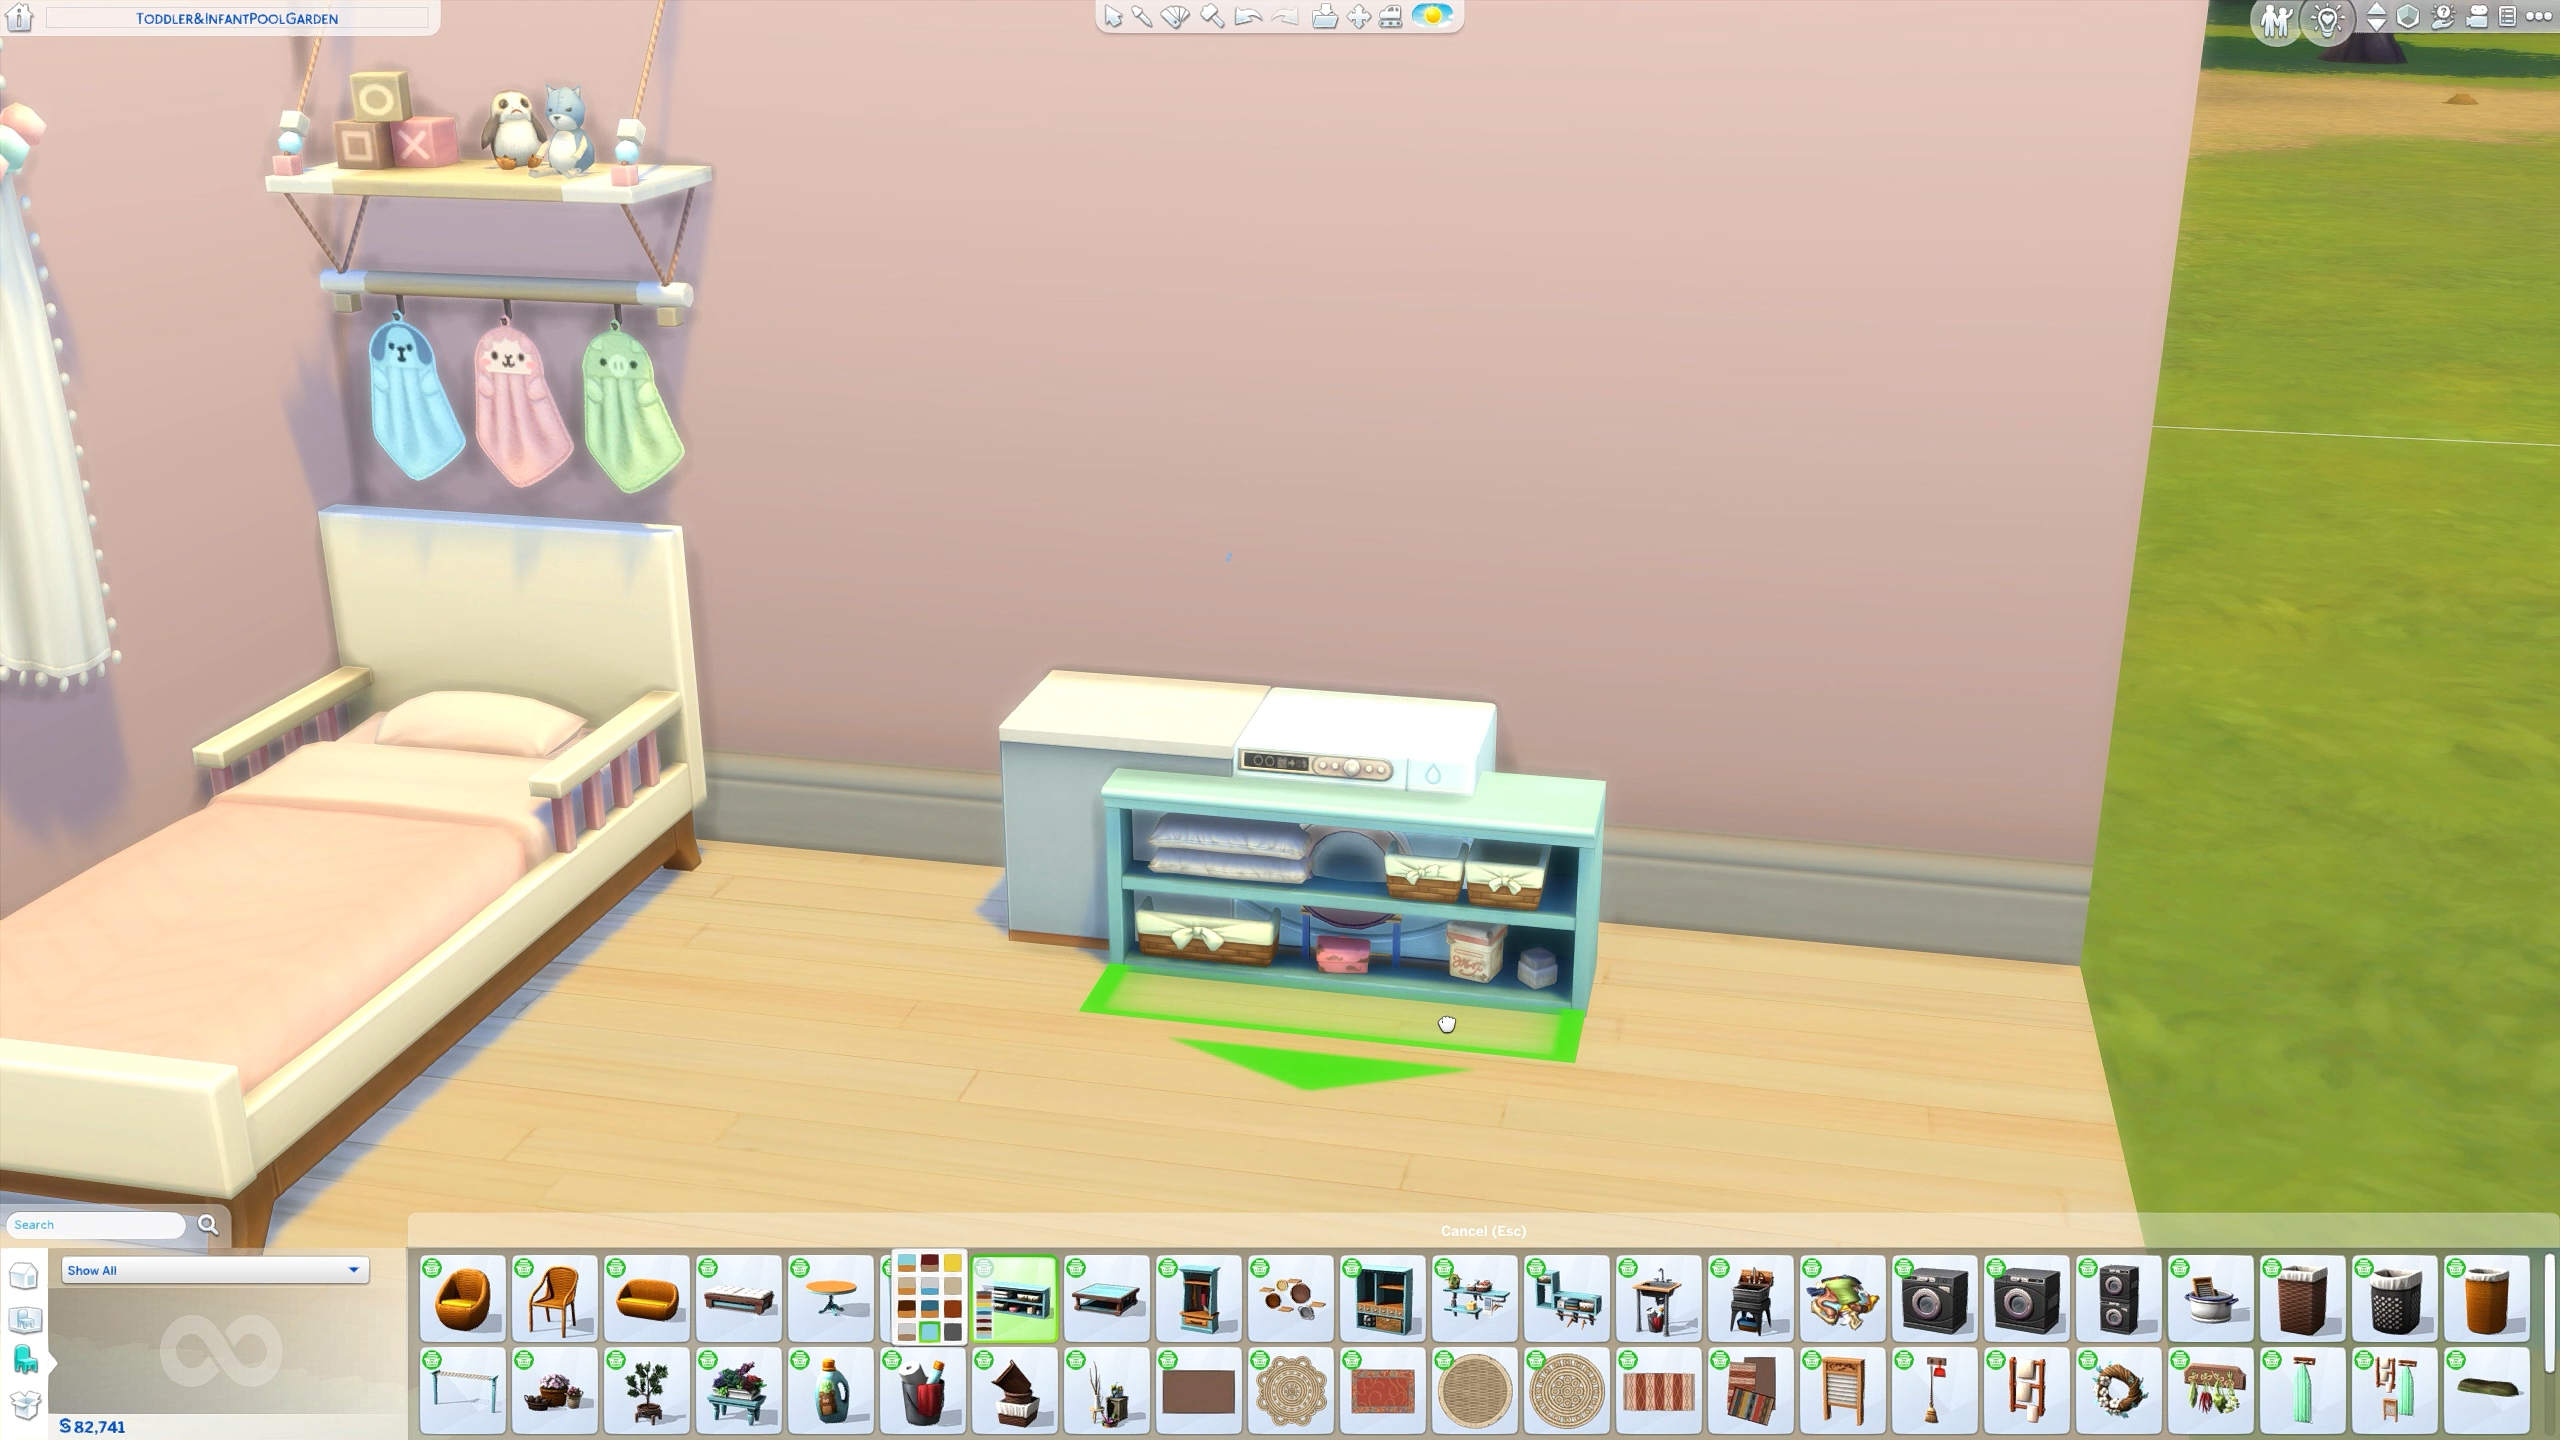 TODDLER&INFANTPOOLGARDEN
Search
Cancel (Esc)
Show All
§82,741